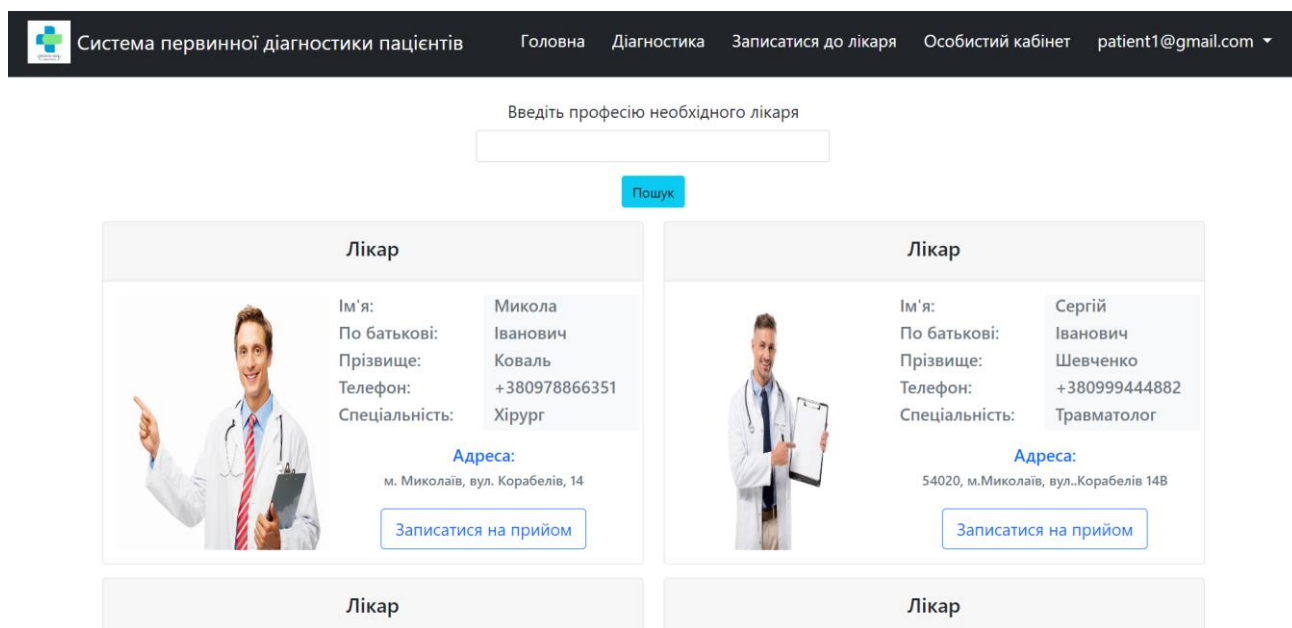 Система первинної діагностики пацієнтів Головна Діагностика Записатися до лікаря Особистий кабінет patient1@gmail.com
Введіть професію необхідного лікаря
Пошук
Лікар
Ім'я: Микола
По батькові: Іванович
Прізвище: Коваль
Телефон: +380978866351
Спеціальність: Хірург
Адреса:
м. Миколаїв, вул. Корабелів, 14
Записатися на прийом
Лікар
Ім'я: Сергій
По батькові: Іванович
Прізвище: Шевченко
Телефон: +380999444882
Спеціальність: Травматолог
Адреса:
54020, м.Миколаїв, вул..Корабелів 14В
Записатися на прийом
Лікар
Лікар